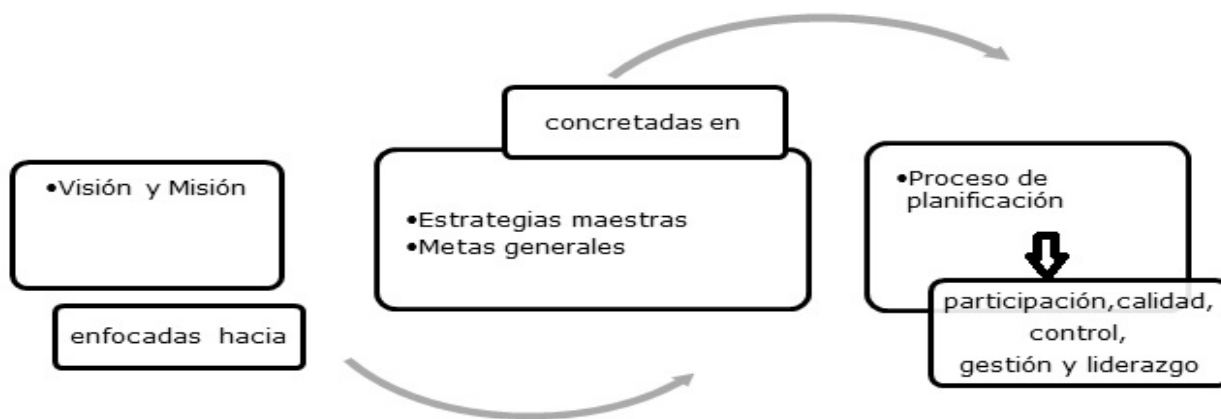 •Visión y Misión
enfocadas hacia
concretadas en
•Estrategias maestras
•Metas generales
•Proceso de
planificación
participación,calidad,
control,
gestión y liderazgo